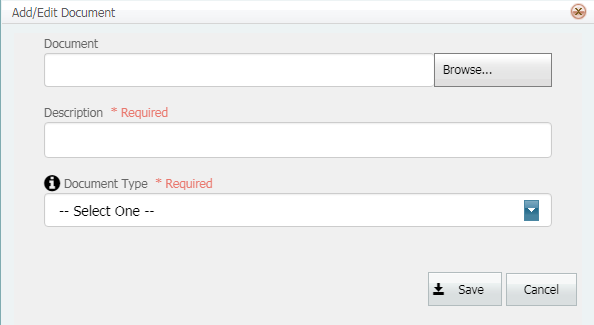 Add/Edit Document
Document
Browse...
Description * Required
Document Type * Required
-- Select One --
Save Cancel